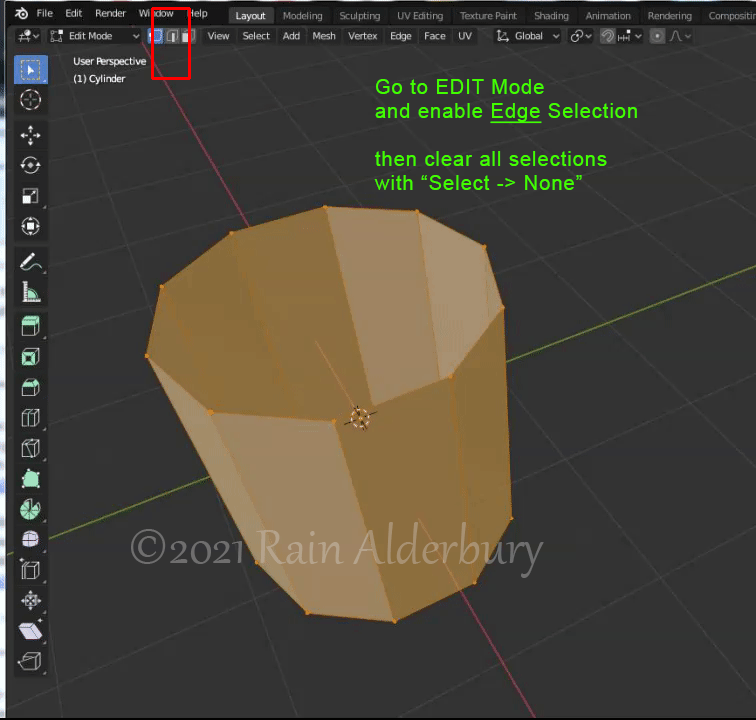 File Edit Render Window Help Layout Modeling Sculpting UV Editing Texture Paint Shading Animation Rendering
Edit Mode View Select Add Mesh Vertex Edge Face UV Global
User Perspective
(1) Cylinder
Go to EDIT Mode
and enable Edge Selection
then clear all selections
with “Select -> None”
©2021 Rain Alderbury